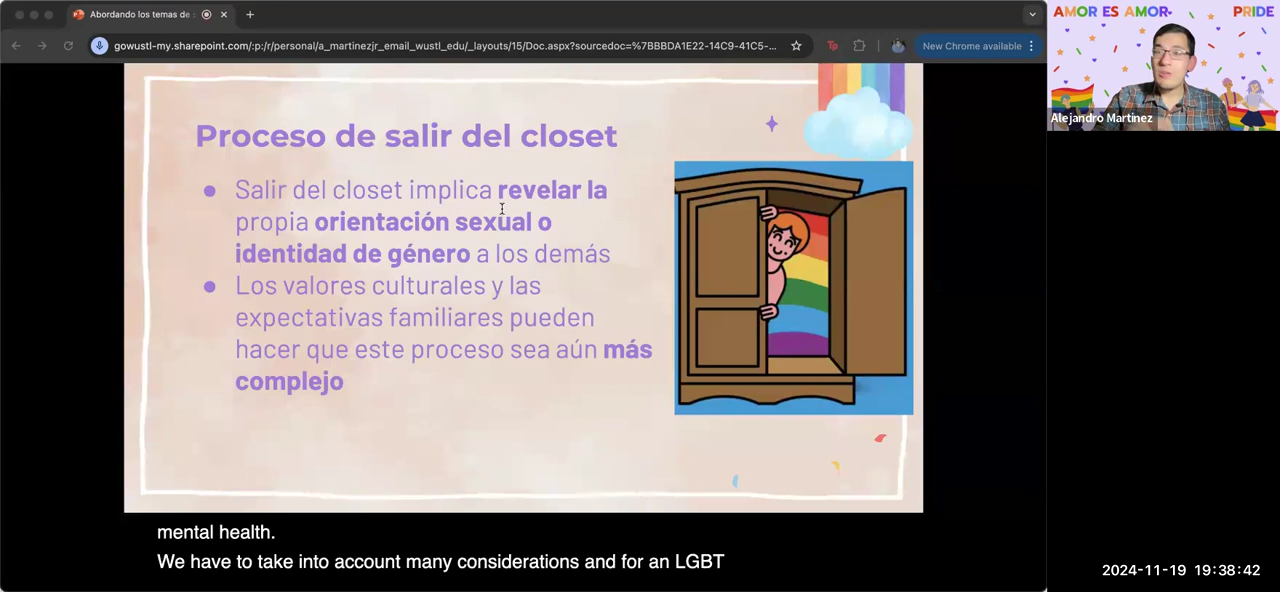 Abordando los temas de s
gowustl-my.sharepoint.com/:p:/r/personal/a_martinezjr_email_wustl_edu/_layouts/15/Doc.aspx?sourcedoc=%7BBBDA1E22-14C9-41C5-...
New Chrome available
AMOR ES AMOR
PRIDE
Alejandro Martinez
Proceso de salir del closet
● Salir del closet implica revelar la
propia orientación sexual o
identidad de género a los demás
● Los valores culturales y las
expectativas familiares pueden
hacer que este proceso sea aún más
complejo
mental health.
We have to take into account many considerations and for an LGBT
2024-11-19 19:38:42